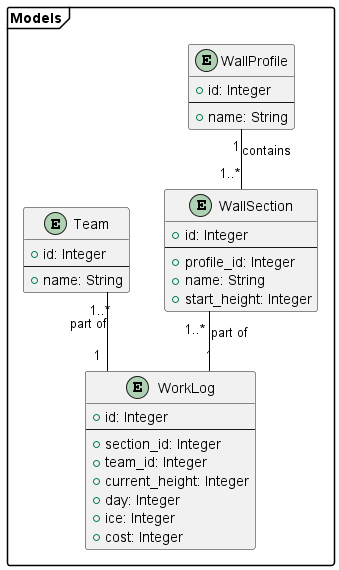 Models
E WallProfile
id: Integer
name: String
1
contains
1..*
E WallSection
id: Integer
profile_id: Integer
name: String
start_height: Integer
E Team
id: Integer
name: String
1..*
part of
1
1..*
part of
1
E WorkLog
id: Integer
section_id: Integer
team_id: Integer
current_height: Integer
day: Integer
ice: Integer
cost: Integer